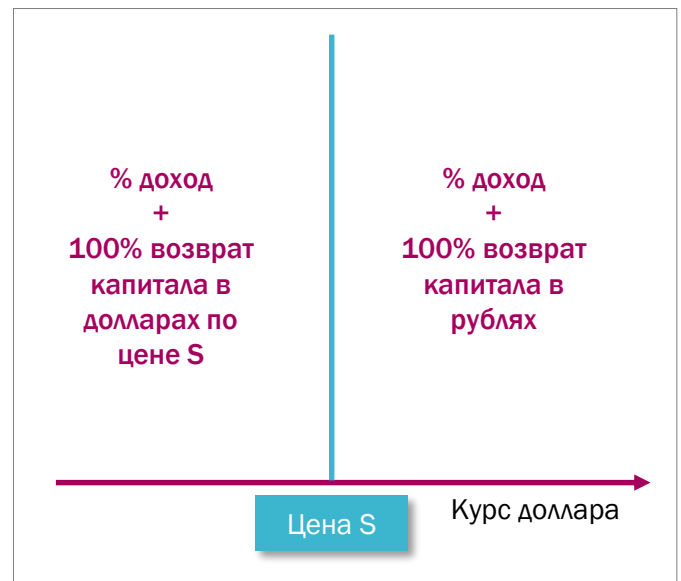 % доход
+
100% возврат
капитала в
долларах по
цене S
% доход
+
100% возврат
капитала в
рублях
Цена S
Курс доллара